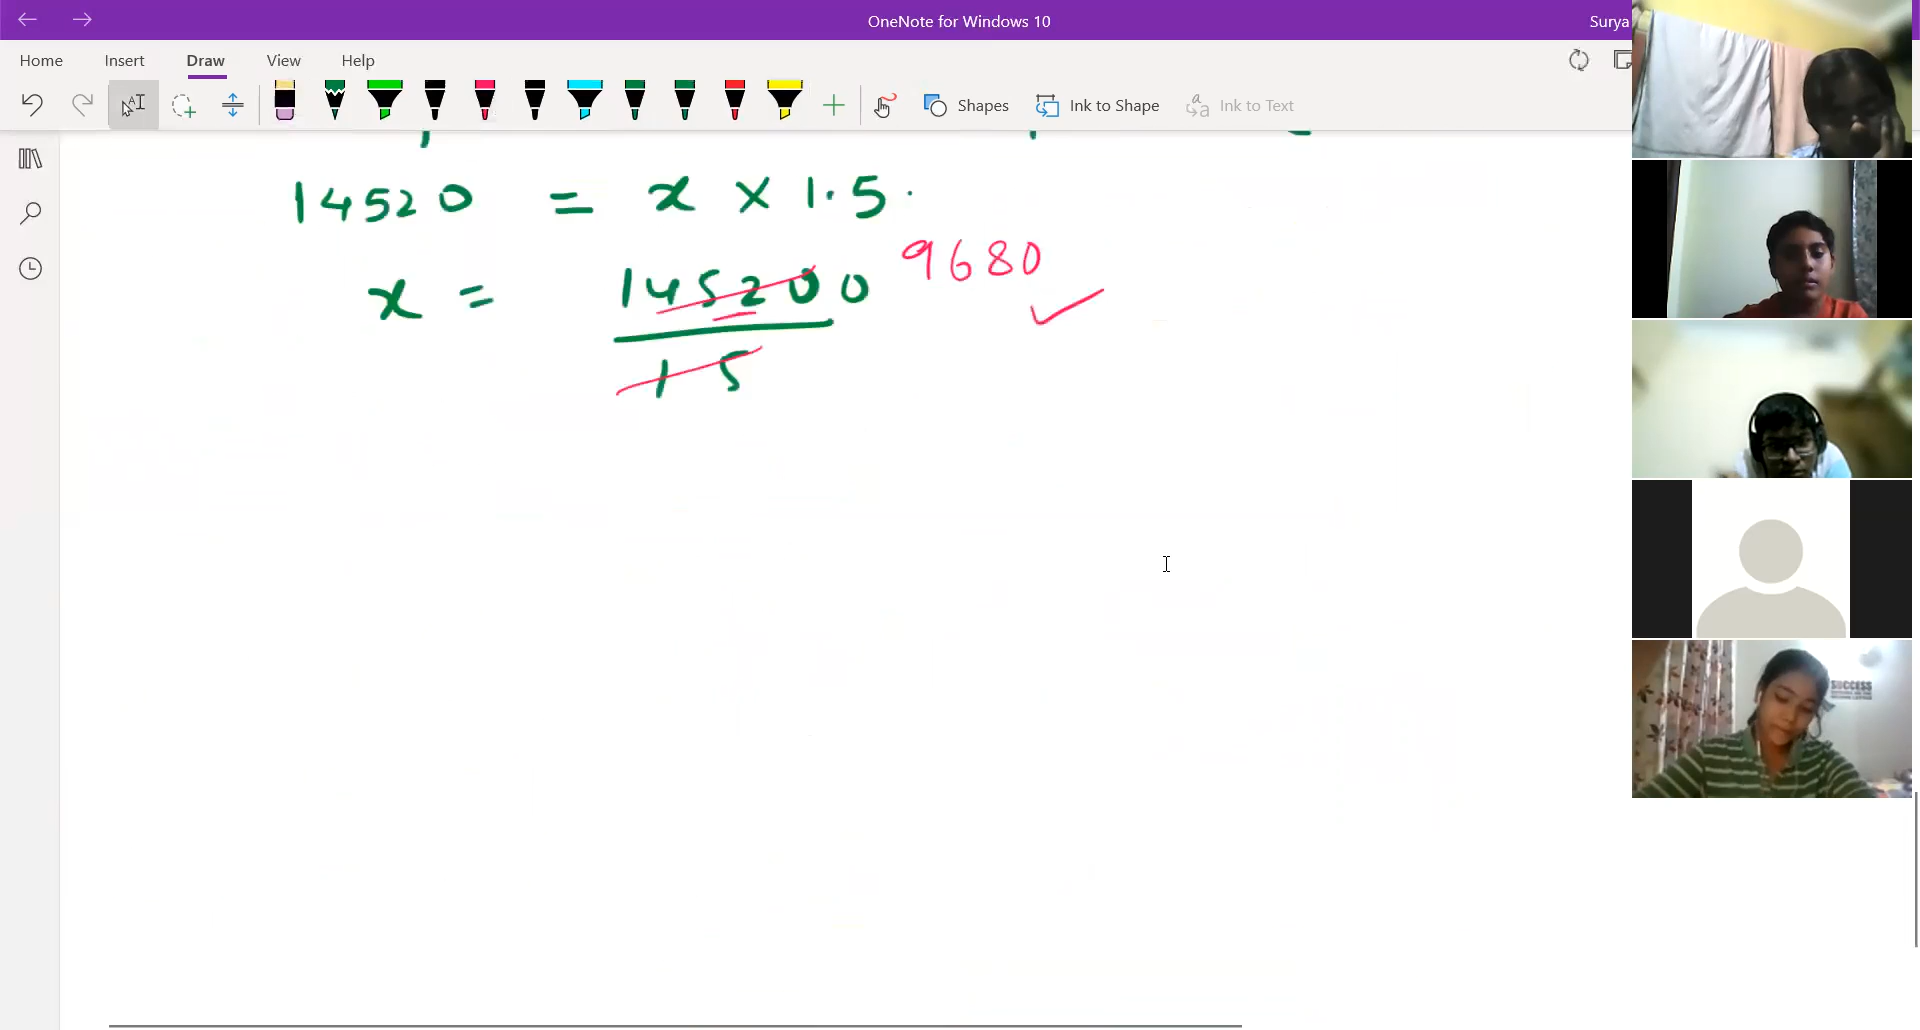 OneNote for Windows 10
Surya
Home Insert Draw View Help
Shapes Ink to Shape Ink to Text
14520 = x × 1.5
x = 145200 9680
15
SUCCESS